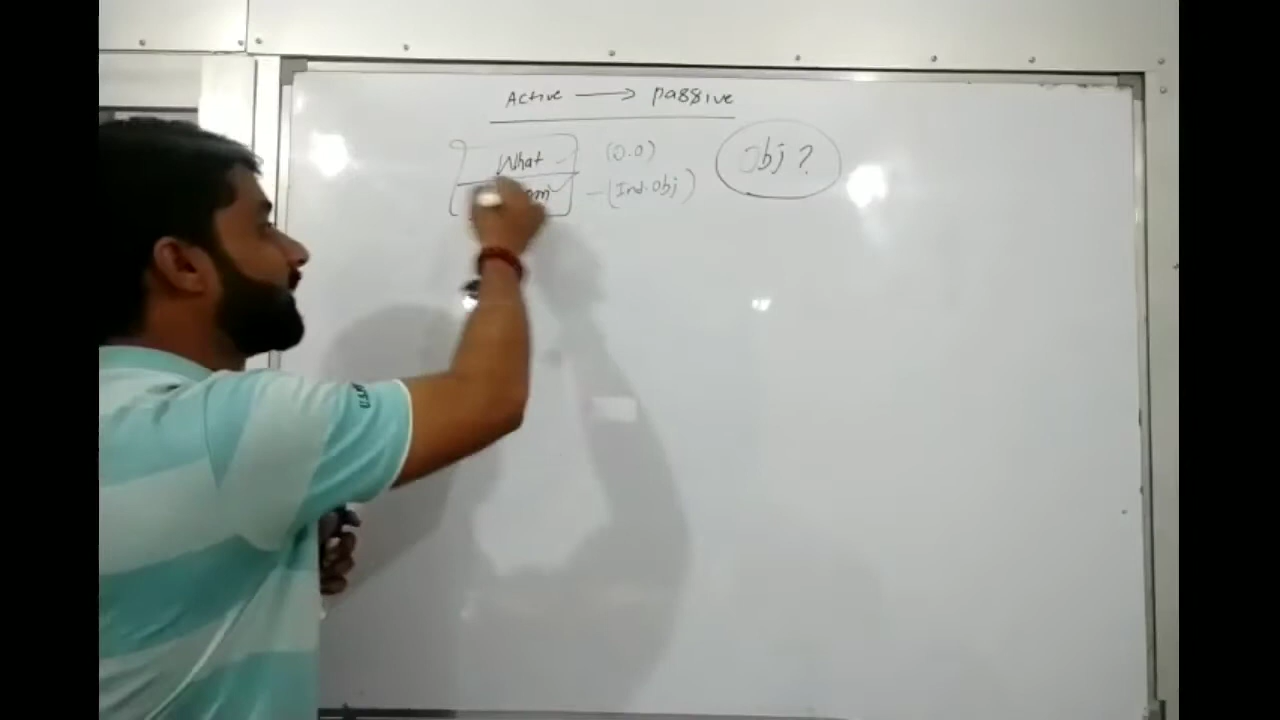 Active → Passive
What - (D.O)
- (Ind. Obj)
Obj ?